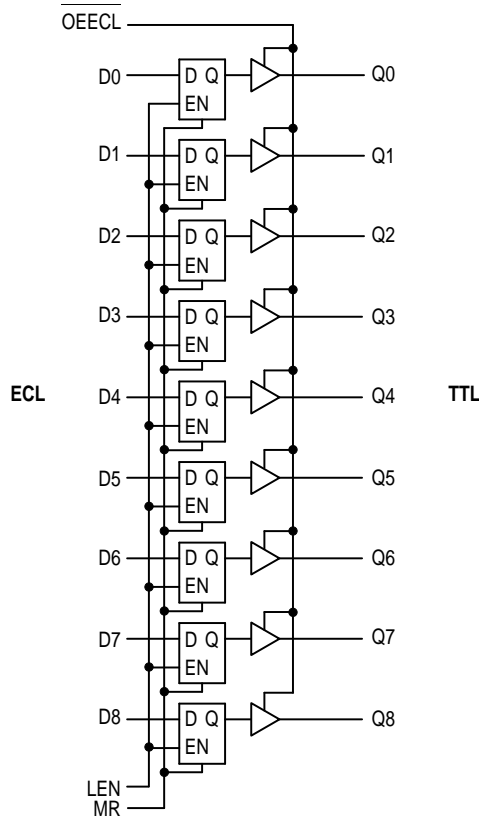 OEECL
D0 D Q Q0
EN
D1 D Q Q1
EN
D2 D Q Q2
EN
D3 D Q Q3
EN
ECL D4 D Q Q4 TTL
EN
D5 D Q Q5
EN
D6 D Q Q6
EN
D7 D Q Q7
EN
D8 D Q Q8
EN
LEN
MR